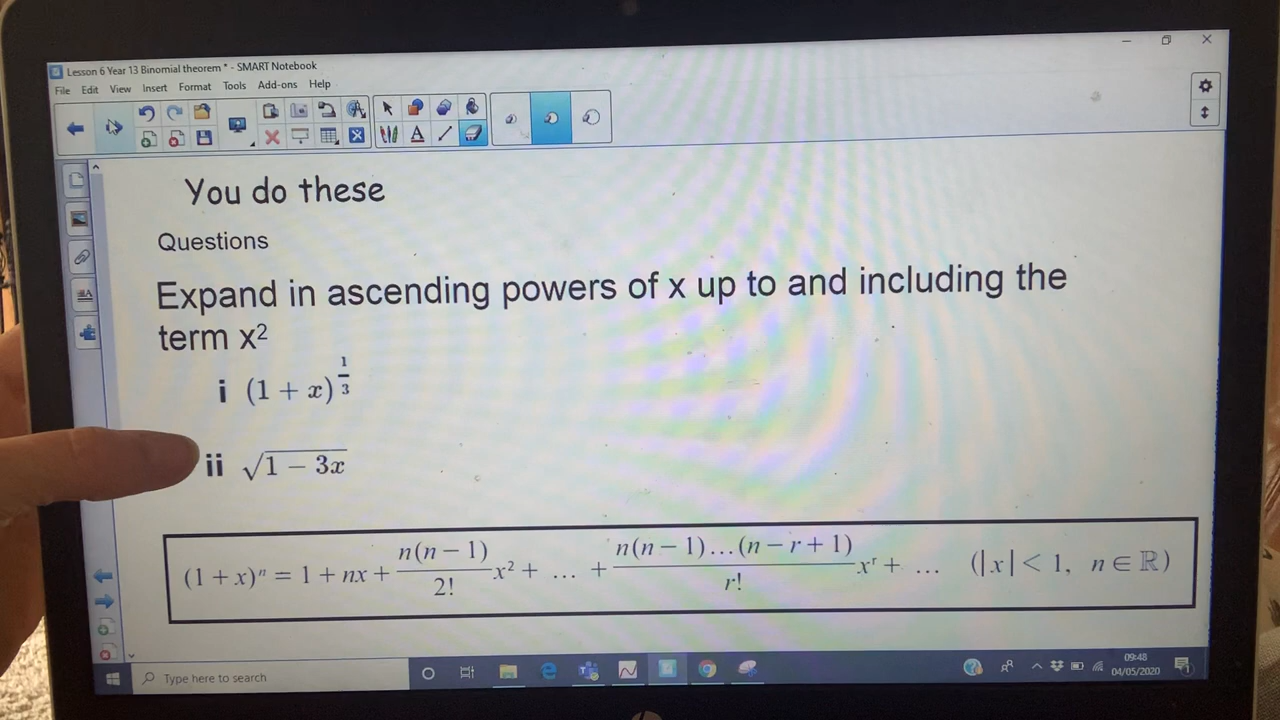 Lesson 6 Year 13 Binomial theorem * - SMART Notebook
File Edit View Insert Format Tools Add-ons Help
You do these
Questions
Expand in ascending powers of x up to and including the
term x²
i (1 + x)^(1/3)
ii √(1 − 3x)
(1 + x)ⁿ = 1 + nx + n(n − 1)/2! x² + ... + n(n − 1)...(n − r + 1)/r! xʳ + ... (|x| < 1, n ∈ ℝ)
Type here to search
09:48
04/05/2020